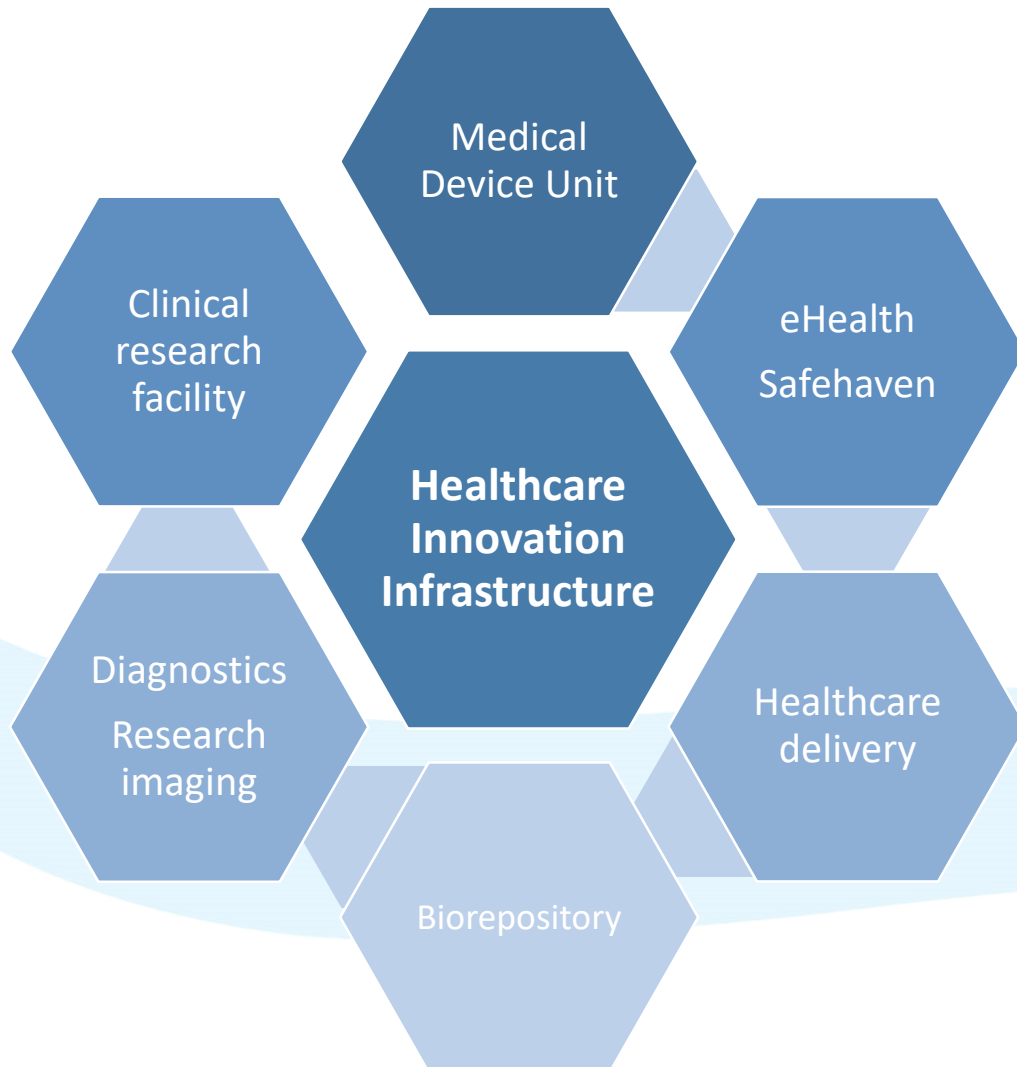 Medical
Device Unit
Clinical
research
facility
eHealth
Safehaven
Healthcare
Innovation
Infrastructure
Diagnostics
Research
imaging
Healthcare
delivery
Biorepository